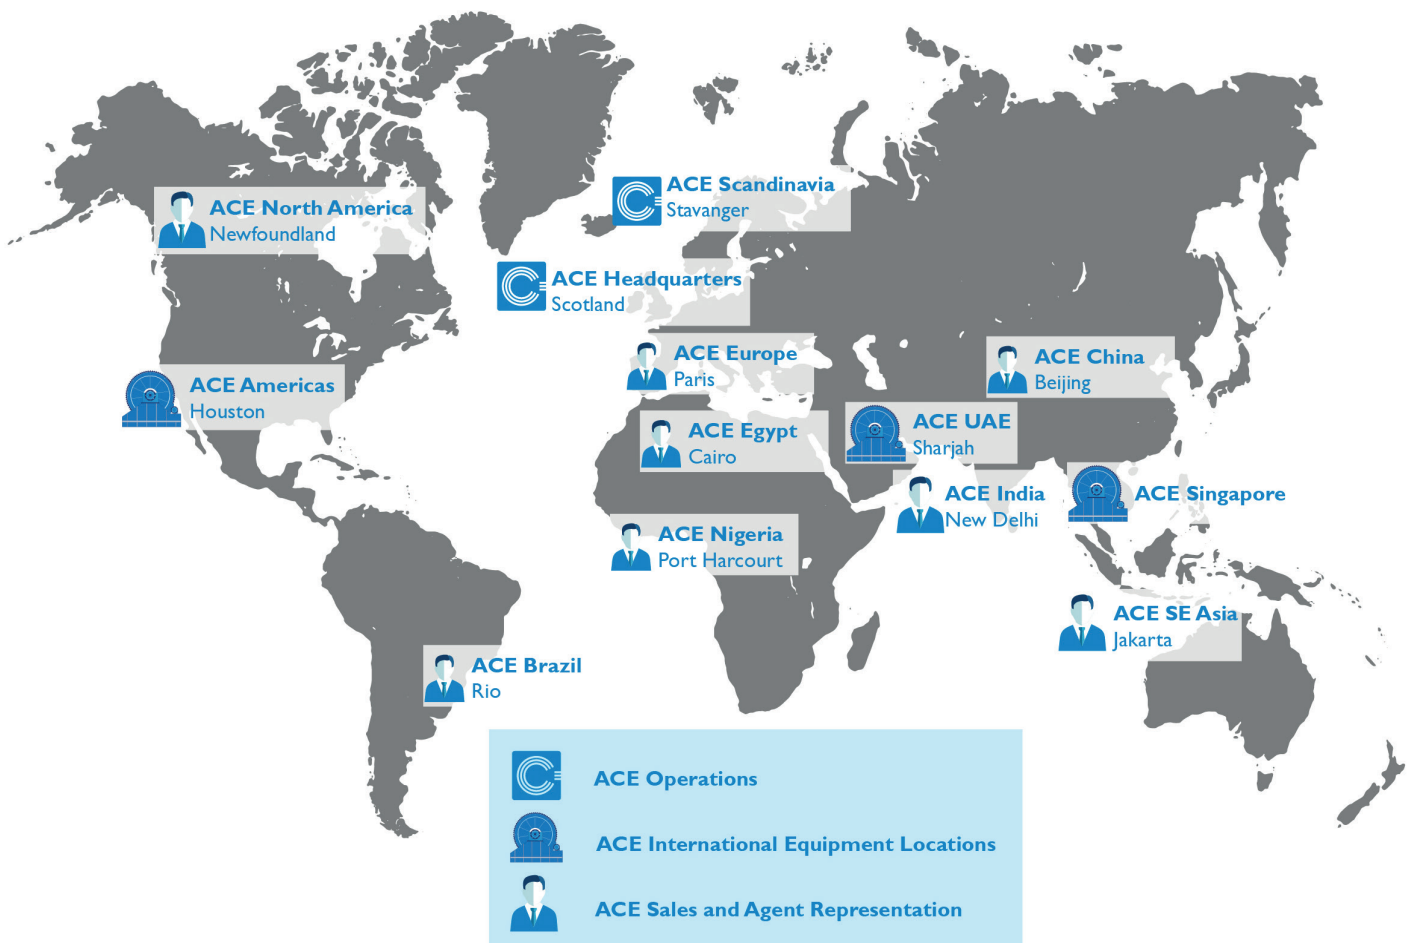 ACE Scandinavia
Stavanger
ACE North America
Newfoundland
ACE Headquarters
Scotland
ACE Europe
Paris
ACE China
Beijing
ACE Americas
Houston
ACE Egypt
Cairo
ACE UAE
Sharjah
ACE India
New Delhi
ACE Singapore
ACE Nigeria
Port Harcourt
ACE SE Asia
Jakarta
ACE Brazil
Rio
ACE Operations
ACE International Equipment Locations
ACE Sales and Agent Representation